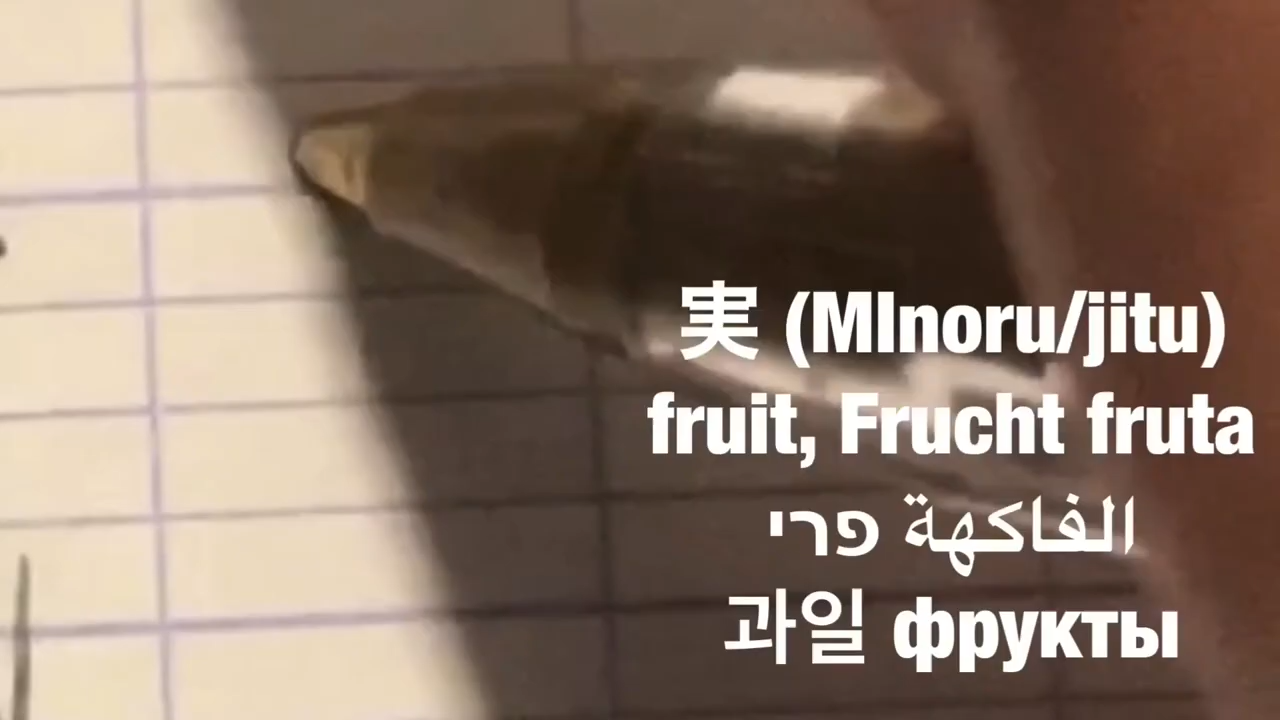 実 (MInoru/jitu)
fruit, Frucht fruta
الفاكهة פרי
과일 фрукты